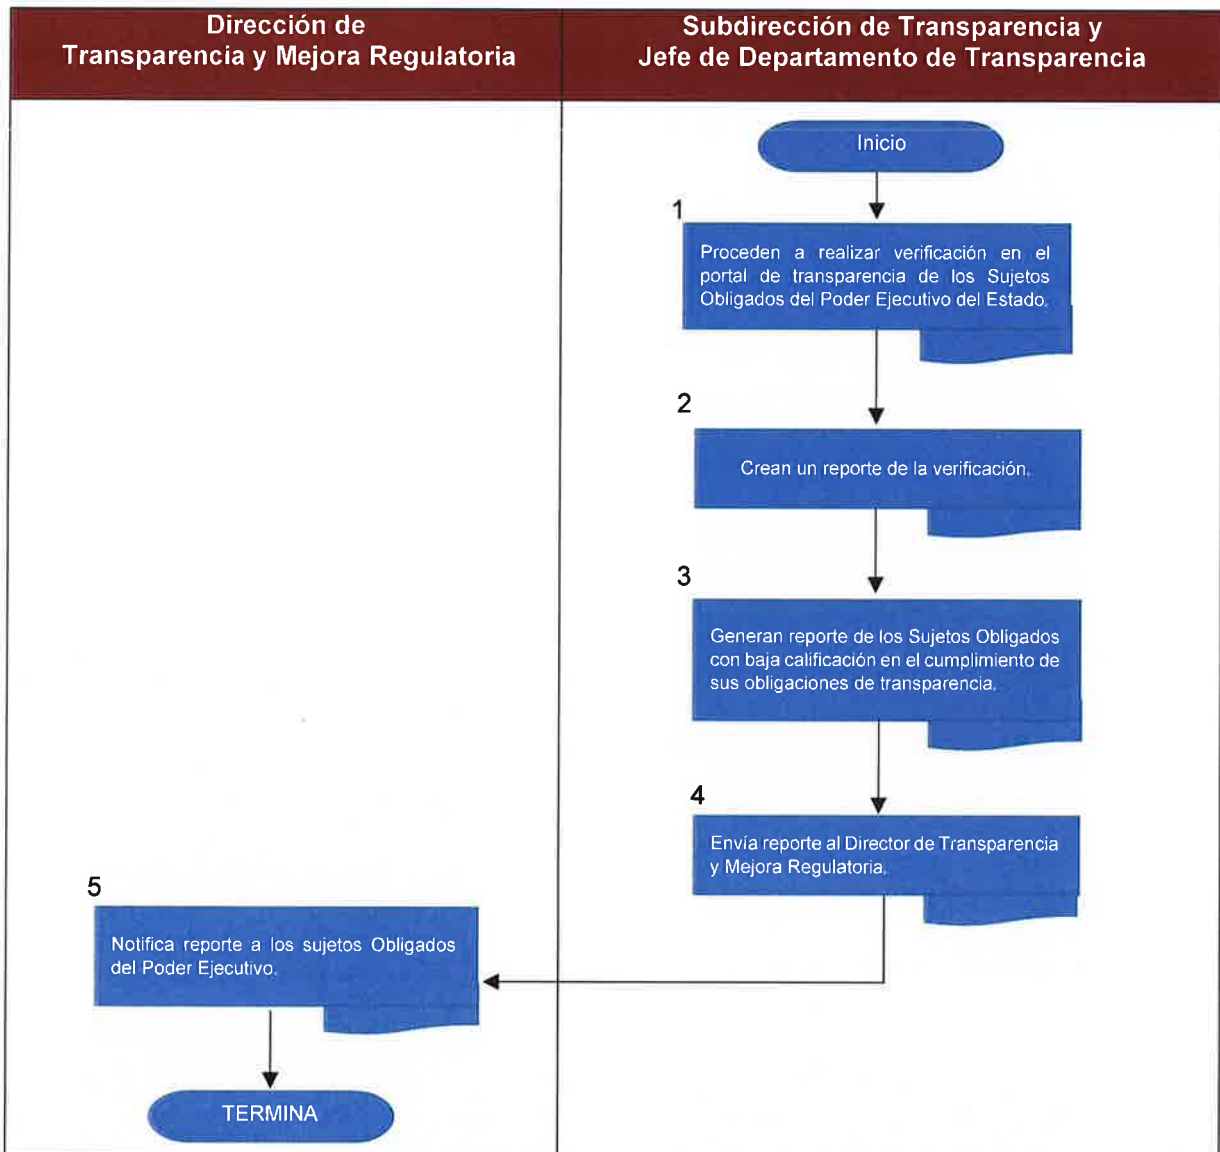 Dirección de
Transparencia y Mejora Regulatoria
Subdirección de Transparencia y
Jefe de Departamento de Transparencia
Inicio
1
Proceden a realizar verificación en el
portal de transparencia de los Sujetos
Obligados del Poder Ejecutivo del Estado.
2
Crean un reporte de la verificación.
3
Generan reporte de los Sujetos Obligados
con baja calificación en el cumplimiento de
sus obligaciones de transparencia.
4
Envía reporte al Director de Transparencia
y Mejora Regulatoria.
5
Notifica reporte a los sujetos Obligados
del Poder Ejecutivo.
TERMINA